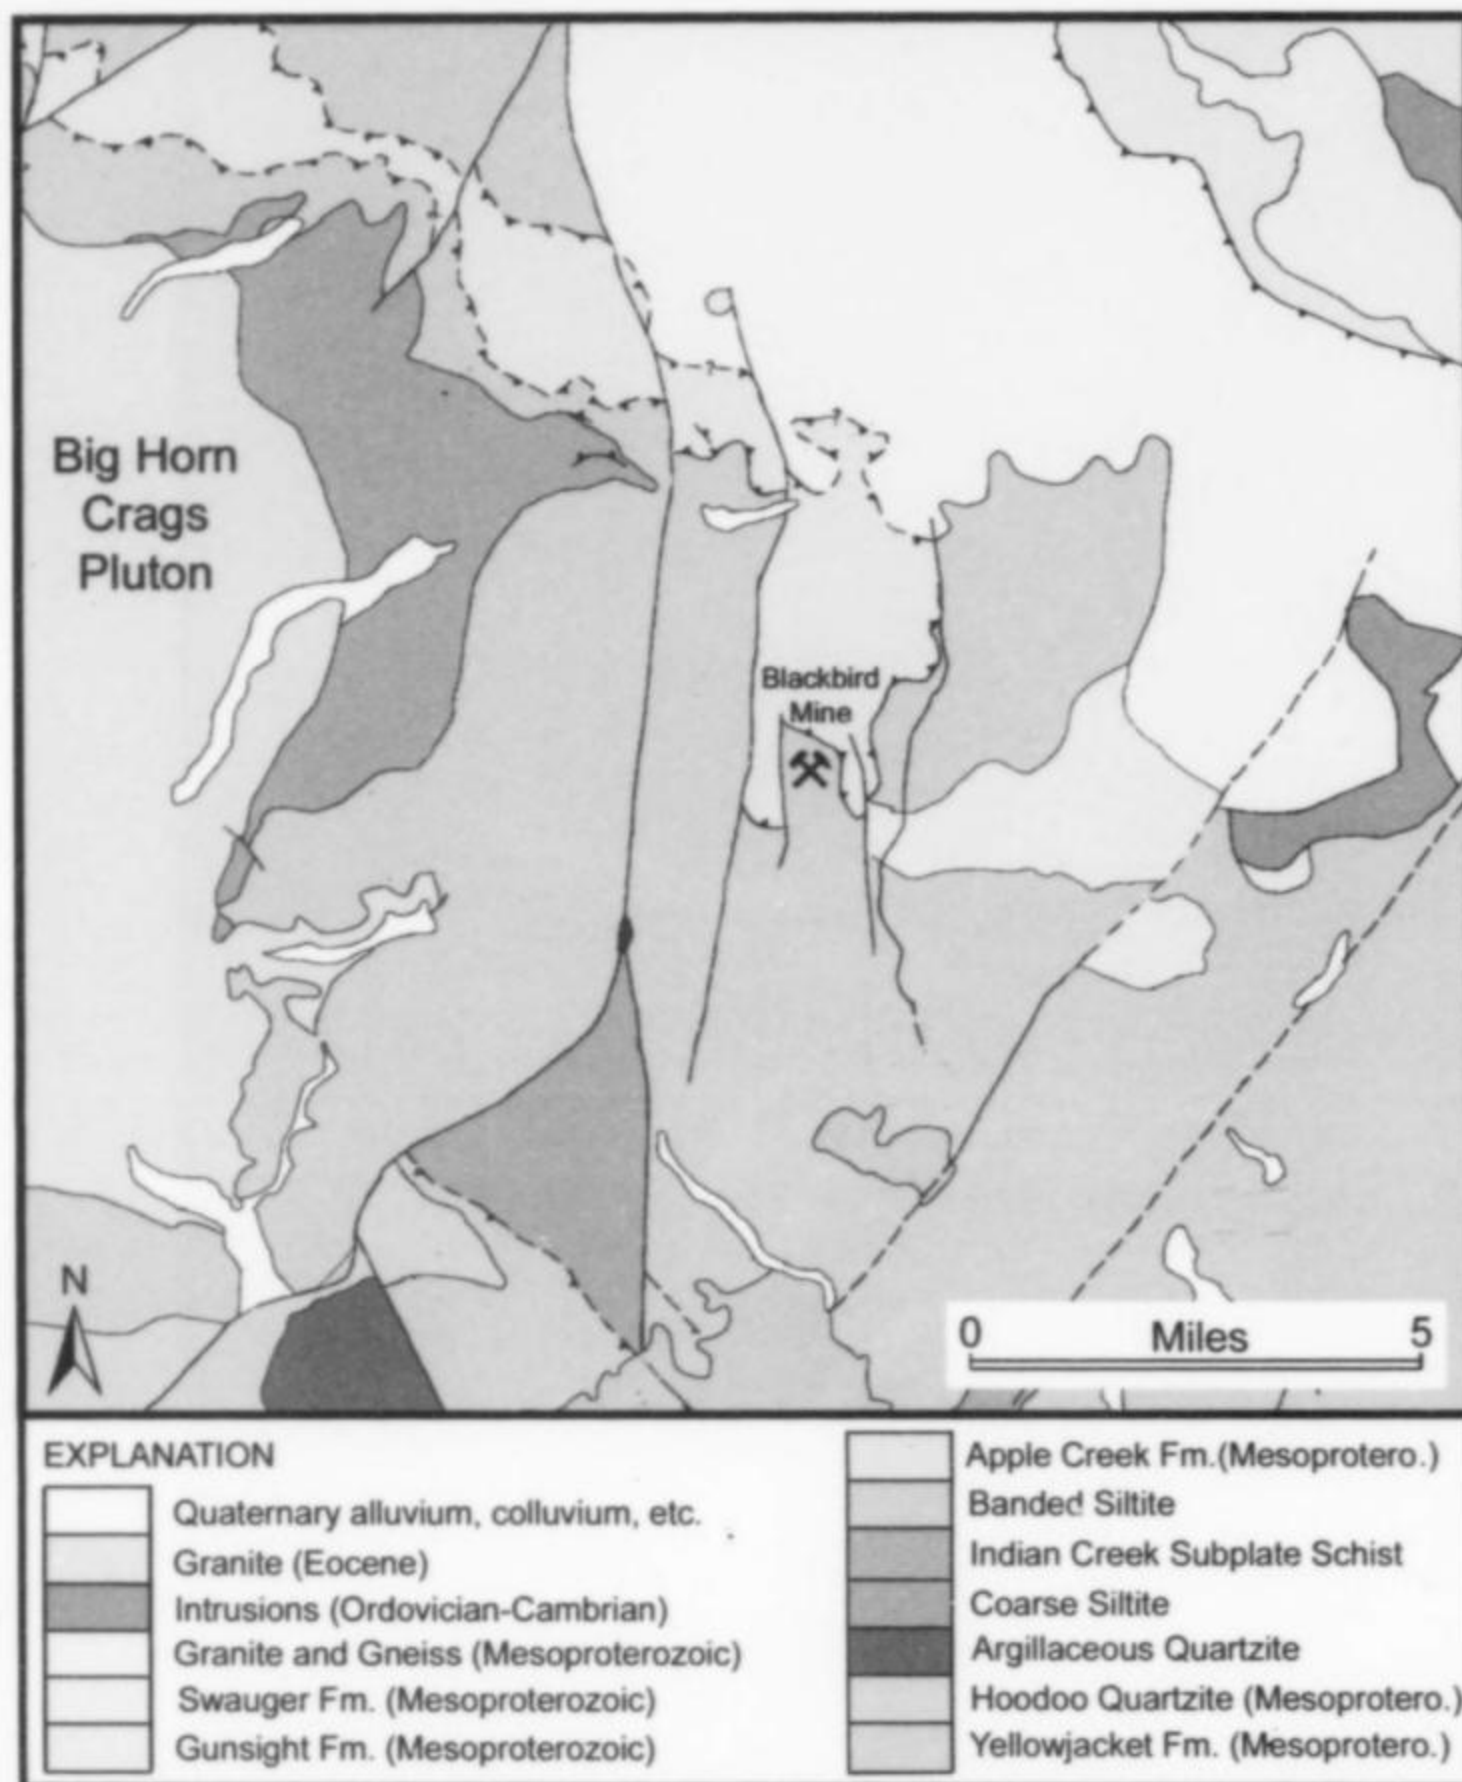 Big Horn
Crags
Pluton
Blackbird
Mine
N
0 Miles 5
EXPLANATION
Quaternary alluvium, colluvium, etc.
Granite (Eocene)
Intrusions (Ordovician-Cambrian)
Granite and Gneiss (Mesoproterozoic)
Swauger Fm. (Mesoproterozoic)
Gunsight Fm. (Mesoproterozoic)
Apple Creek Fm.(Mesoprotero.)
Banded Siltite
Indian Creek Subplate Schist
Coarse Siltite
Argillaceous Quartzite
Hoodoo Quartzite (Mesoprotero.)
Yellowjacket Fm. (Mesoprotero.)